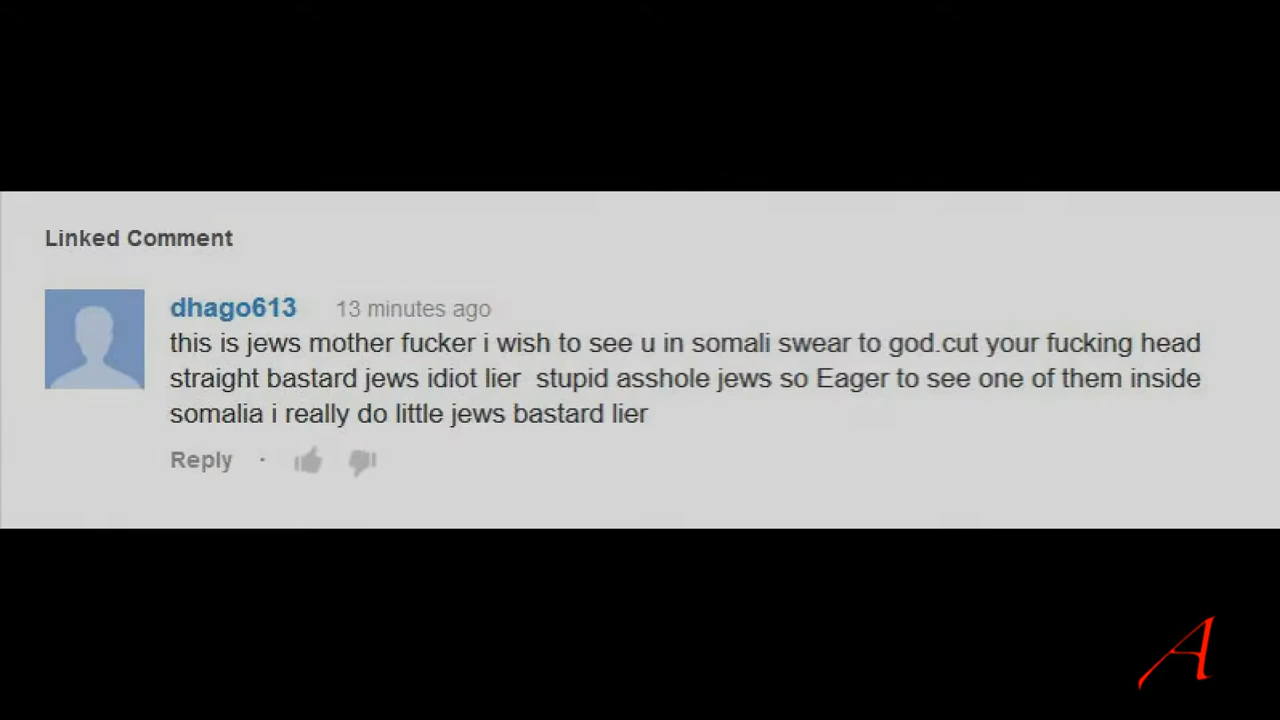 Linked Comment
dhago613 13 minutes ago
this is jews mother fucker i wish to see u in somali swear to god.cut your fucking head
straight bastard jews idiot lier  stupid asshole jews so Eager to see one of them inside
somalia i really do little jews bastard lier
Reply ·
A